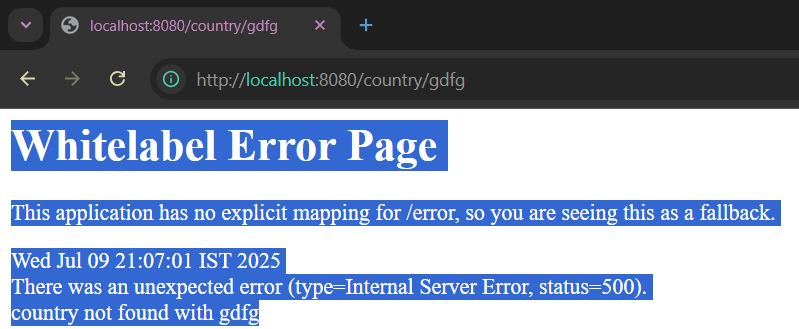 localhost:8080/country/gdfg
http://localhost:8080/country/gdfg
Whitelabel Error Page
This application has no explicit mapping for /error, so you are seeing this as a fallback.
Wed Jul 09 21:07:01 IST 2025
There was an unexpected error (type=Internal Server Error, status=500).
country not found with gdfg